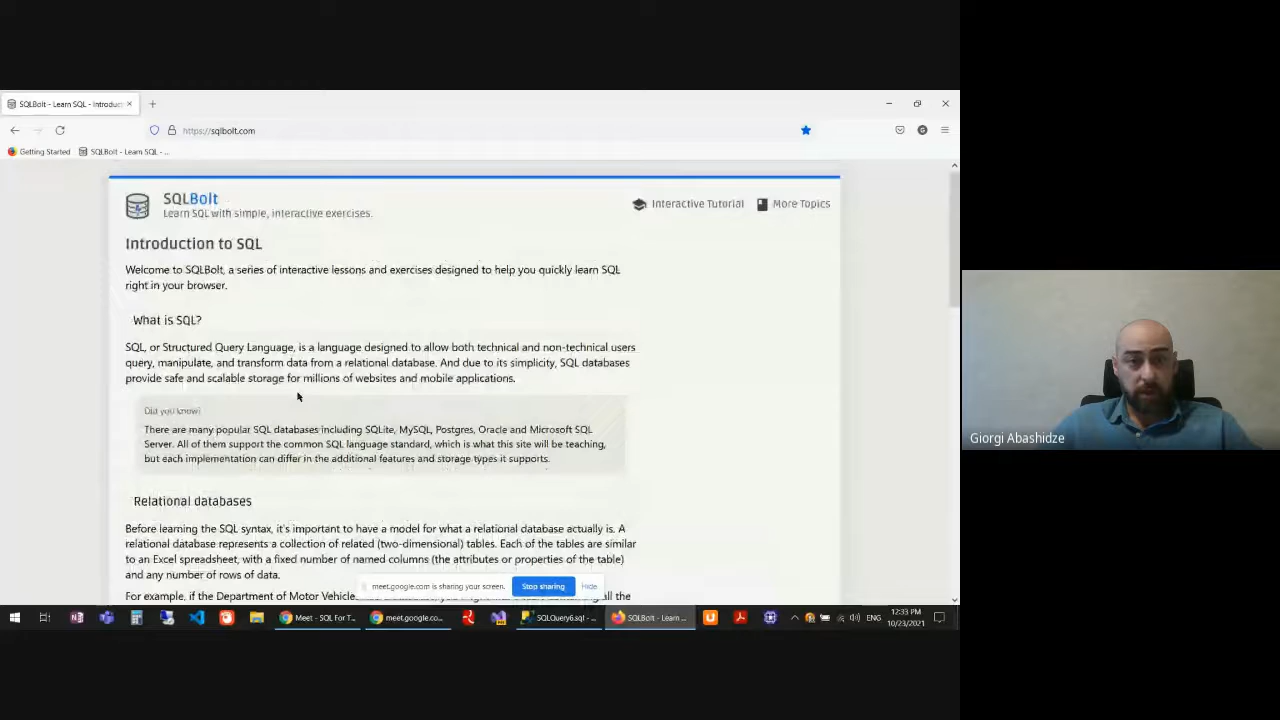 SQLBolt - Learn SQL - Introduc
https://sqlbolt.com
Getting Started
SQLBolt - Learn SQL - ...
SQLBolt
Learn SQL with simple, interactive exercises.
Interactive Tutorial
More Topics
Introduction to SQL
Welcome to SQLBolt, a series of interactive lessons and exercises designed to help you quickly learn SQL
right in your browser.
What is SQL?
SQL, or Structured Query Language, is a language designed to allow both technical and non-technical users
query, manipulate, and transform data from a relational database. And due to its simplicity, SQL databases
provide safe and scalable storage for millions of websites and mobile applications.
Did you know?
There are many popular SQL databases including SQLite, MySQL, Postgres, Oracle and Microsoft SQL
Server. All of them support the common SQL language standard, which is what this site will be teaching,
but each implementation can differ in the additional features and storage types it supports.
Relational databases
Before learning the SQL syntax, it's important to have a model for what a relational database actually is. A
relational database represents a collection of related (two-dimensional) tables. Each of the tables are similar
to an Excel spreadsheet, with a fixed number of named columns (the attributes or properties of the table)
and any number of rows of data.
For example, if the Department of Motor Vehicle
all the
meet.google.com is sharing your screen.
Stop sharing
Hide
Meet - SQL For T...
meet.google.co...
SQLQuery6.sql - ...
SQLBolt - Learn ...
ENG
12:33 PM
10/23/2021
Giorgi Abashidze